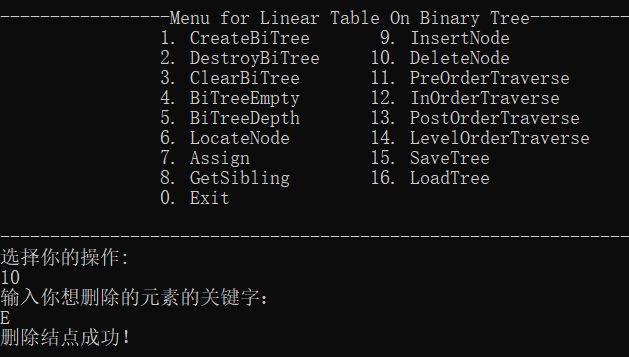 -----------------Menu for Linear Table On Binary Tree----------
1. CreateBiTree 9. InsertNode
2. DestroyBiTree 10. DeleteNode
3. ClearBiTree 11. PreOrderTraverse
4. BiTreeEmpty 12. InOrderTraverse
5. BiTreeDepth 13. PostOrderTraverse
6. LocateNode 14. LevelOrderTraverse
7. Assign 15. SaveTree
8. GetSibling 16. LoadTree
0. Exit
---------------------------------------------------------------
选择你的操作:
10
输入你想删除的元素的关键字：
E
删除结点成功！